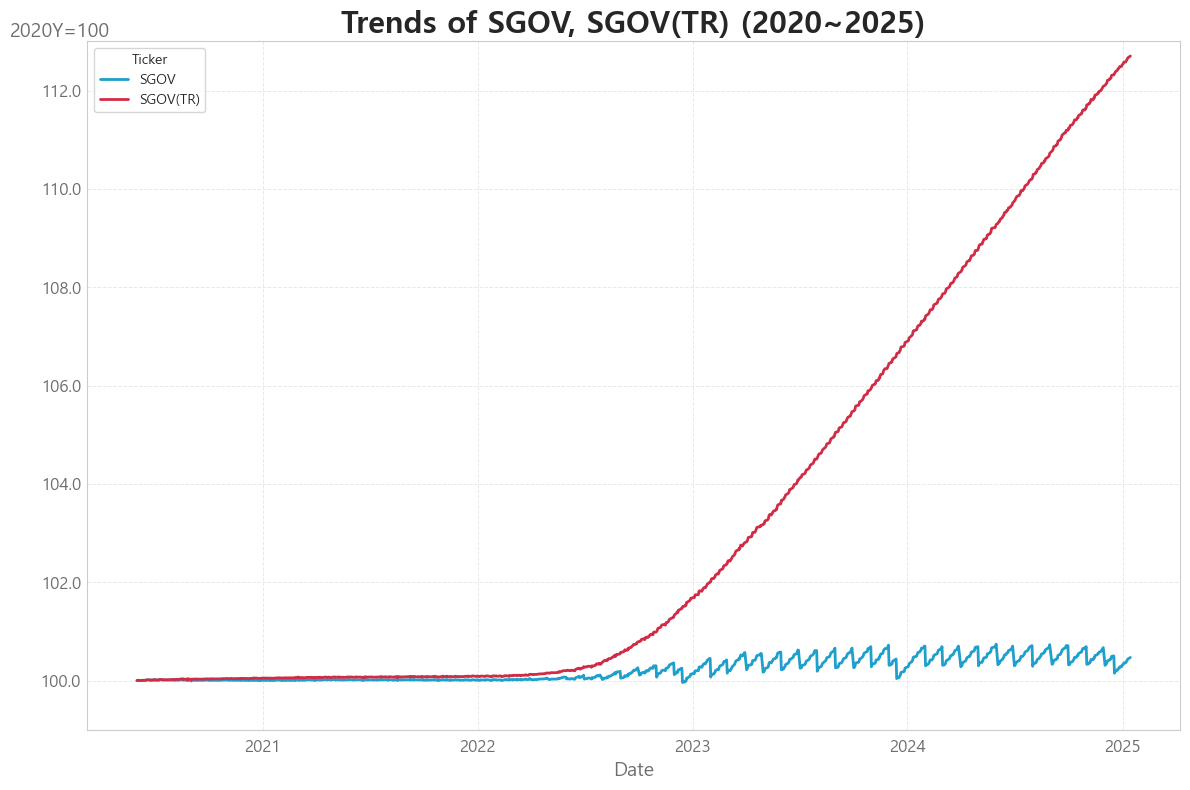 Trends of SGOV, SGOV(TR) (2020~2025)
2020Y=100
Ticker
SGOV
SGOV(TR)
112.0
110.0
108.0
106.0
104.0
102.0
100.0
2021 2022 2023 2024 2025
Date